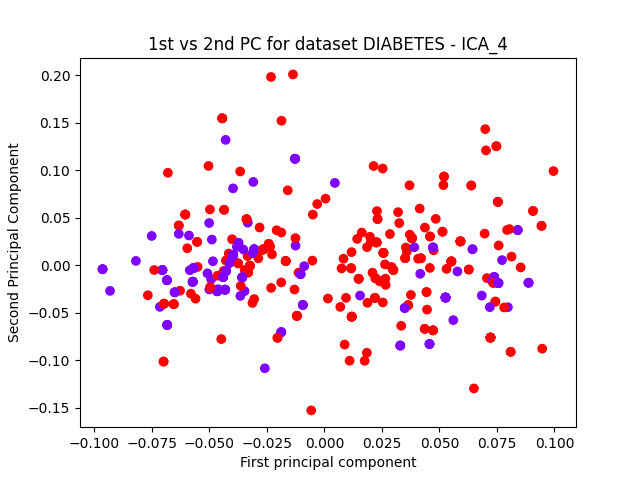 1st vs 2nd PC for dataset DIABETES - ICA_4
Second Principal Component
0.20
0.15
0.10
0.05
0.00
−0.05
−0.10
−0.15
−0.100 −0.075 −0.050 −0.025 0.000 0.025 0.050 0.075 0.100
First principal component